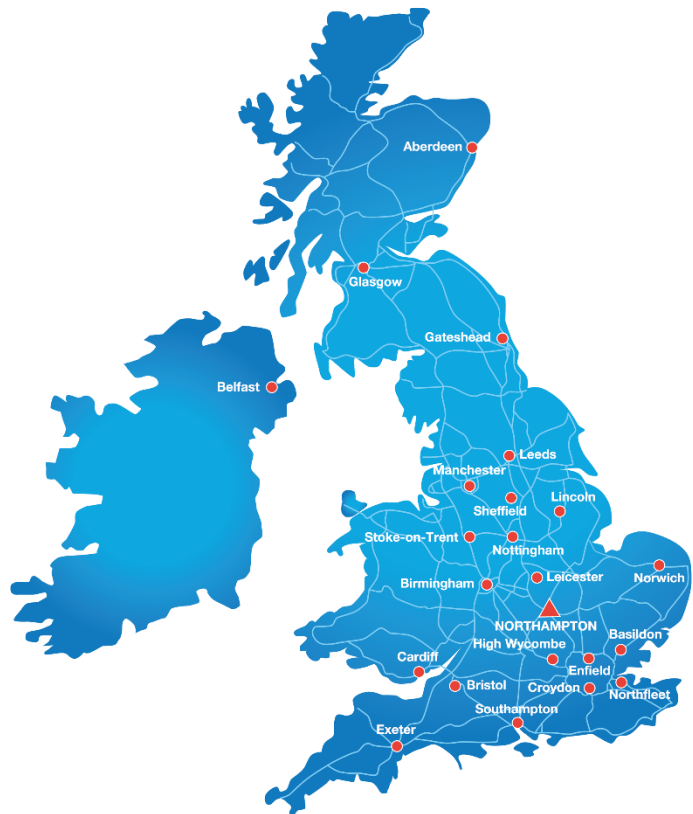 Aberdeen
Glasgow
Gateshead
Belfast
Leeds
Manchester
Sheffield
Lincoln
Stoke-on-Trent
Nottingham
Birmingham
Leicester
Norwich
NORTHAMPTON
High Wycombe
Basildon
Cardiff
Enfield
Bristol
Croydon
Northfleet
Southampton
Exeter